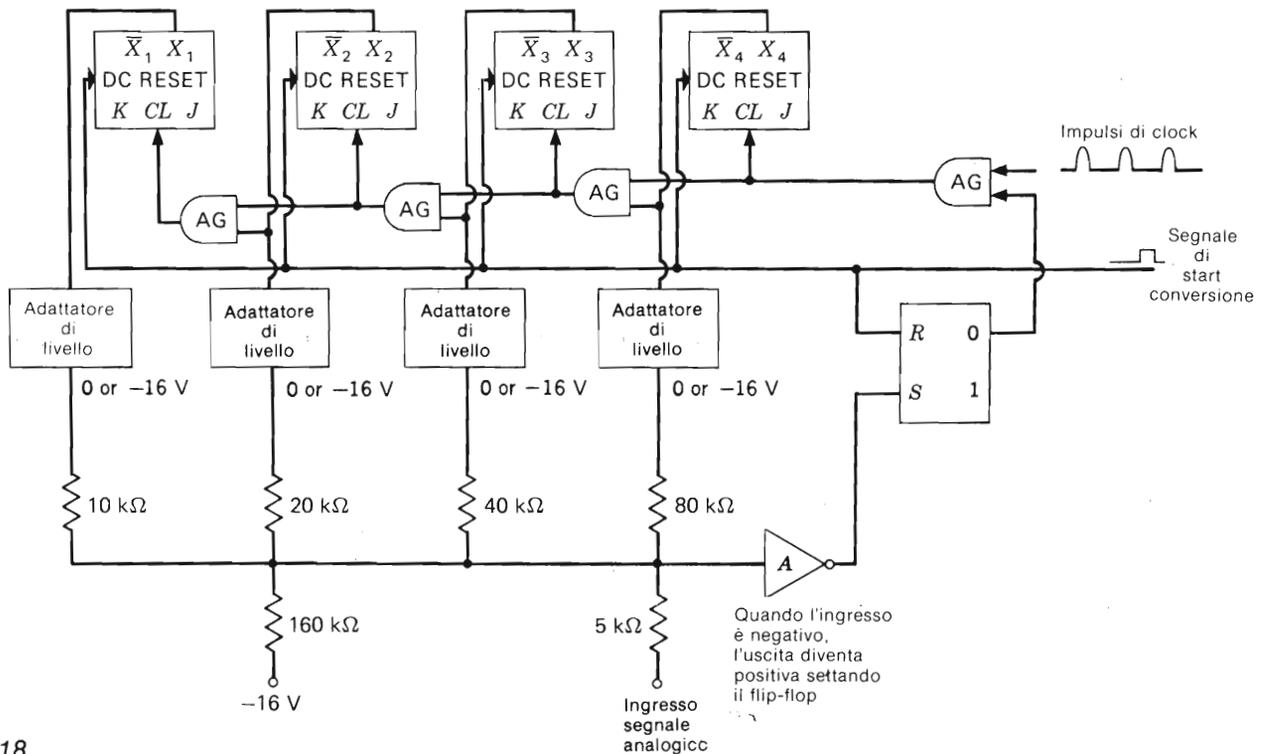 X̅₁ X₁
DC RESET
K CL J
X̅₂ X₂
DC RESET
K CL J
X̅₃ X₃
DC RESET
K CL J
X̅₄ X₄
DC RESET
K CL J
Impulsi di clock
AG
AG
AG
AG
Segnale
di
start
conversione
Adattatore
di
livello
Adattatore
di
livello
Adattatore
di
livello
Adattatore
di
livello
R 0
S 1
0 or −16 V
0 or −16 V
0 or −16 V
0 or −16 V
10 kΩ
20 kΩ
40 kΩ
80 kΩ
A
160 kΩ
5 kΩ
Quando l'ingresso
è negativo,
l'uscita diventa
positiva settando
il flip-flop
−16 V
Ingresso
segnale
analogico
18